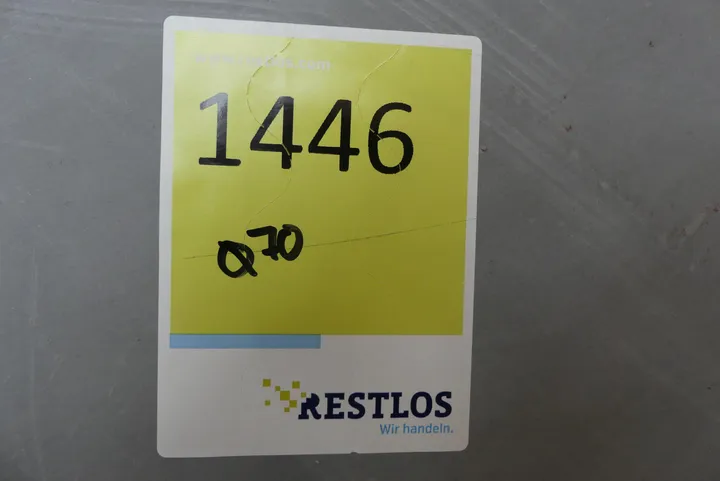 1446
Q70
RESTLOS
Wir handeln.